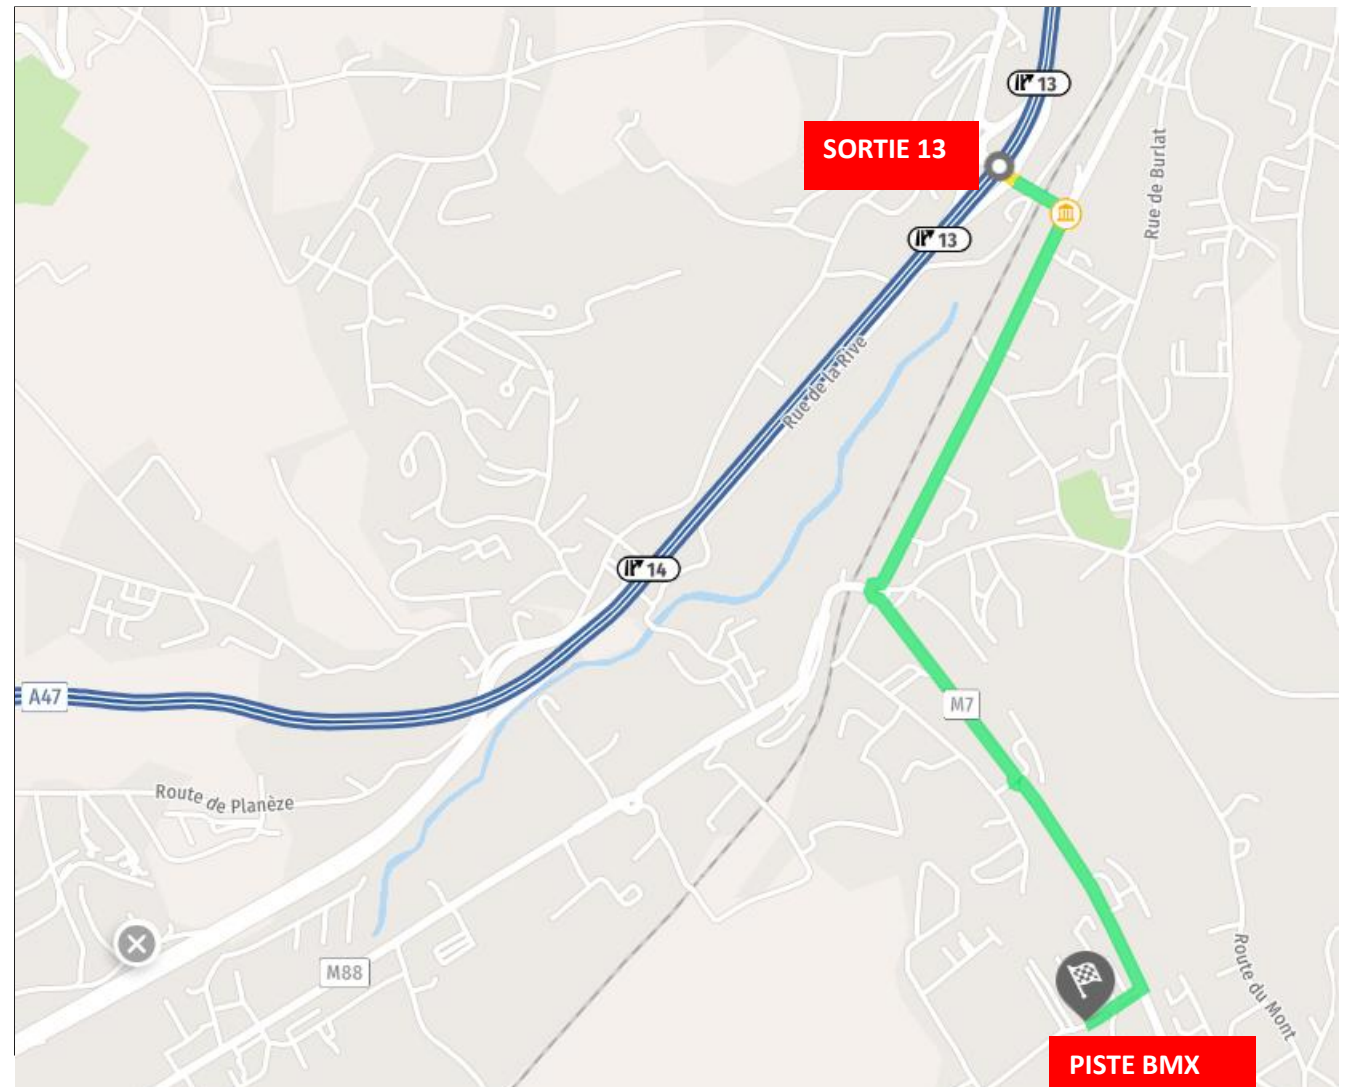 13
SORTIE 13
Rue de Burlat
13
Rue de la Rive
14
A47
M7
Route de Planèze
M88
Route du Mont
PISTE BMX